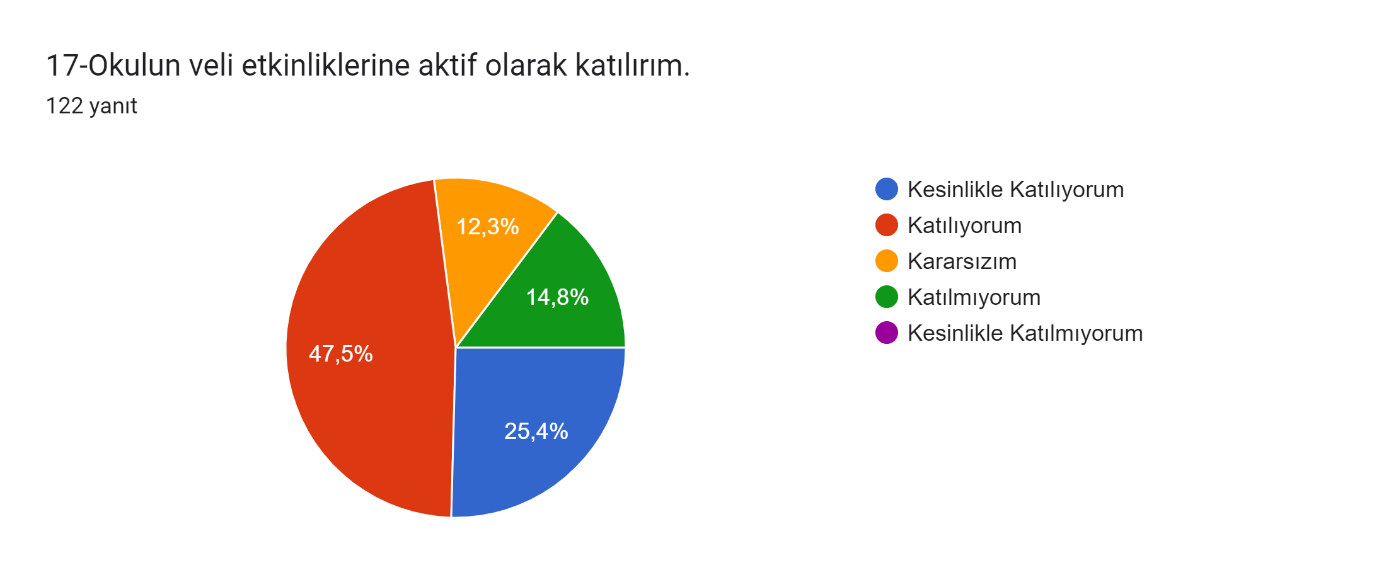 17-Okulun veli etkinliklerine aktif olarak katılırım.
122 yanıt
12,3%
14,8%
47,5%
25,4%
Kesinlikle Katılıyorum
Katılıyorum
Kararsızım
Katılmıyorum
Kesinlikle Katılmıyorum